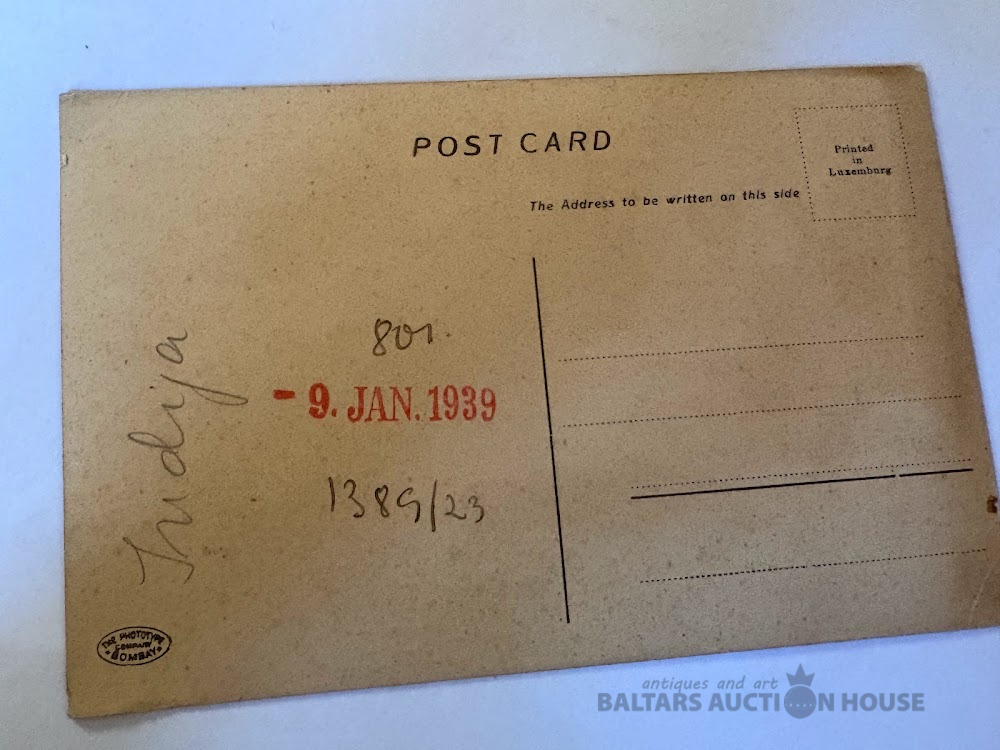 POST CARD
Printed
in
Luxemburg
The Address to be written on this side
801.
- 9. JAN. 1939
1389/23
Indija
THE PHOTOTYPE
COMPANY
BOMBAY
antiques and art
BALTARS AUCTION HOUSE